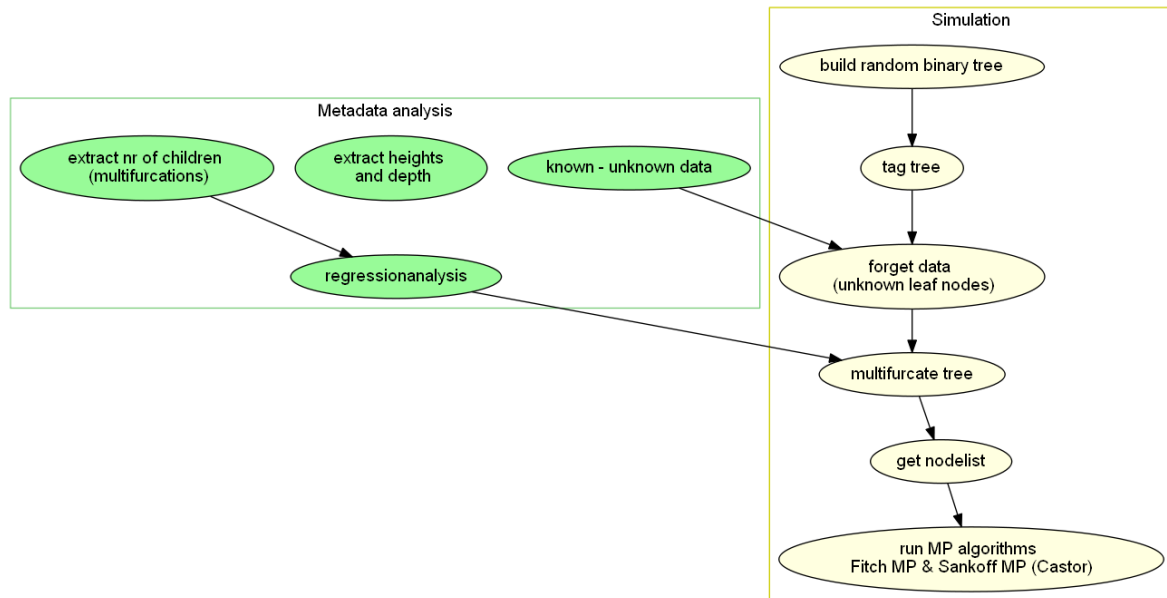 Simulation
build random binary tree
Metadata analysis
extract nr of children
(multifurcations)
extract heights
and depth
known - unknown data
tag tree
regressionanalysis
forget data
(unknown leaf nodes)
multifurcate tree
get nodelist
run MP algorithms
Fitch MP & Sankoff MP (Castor)